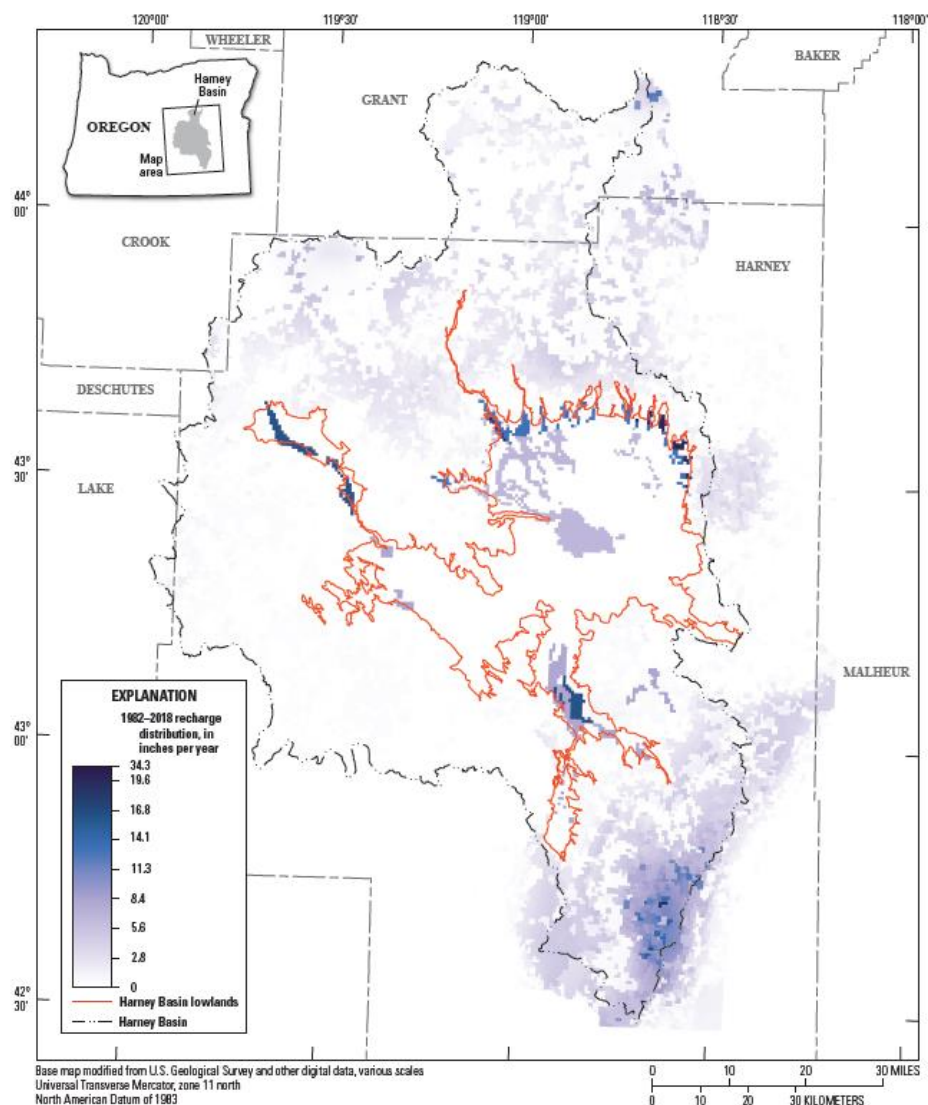 120°00' 119°30' 119°00' 118°30' 118°00'
WHEELER
BAKER
Harney
Basin
GRANT
OREGON
Map
area
44°
00'
CROOK
HARNEY
DESCHUTES
43°
30'
LAKE
MALHEUR
EXPLANATION
1982–2018 recharge
distribution, in
inches per year
43°
00'
34.3
19.6
16.8
14.1
11.3
8.4
5.6
2.8
0
42°
30'
Harney Basin lowlands
Harney Basin
Base map modified from U.S. Geological Survey and other digital data, various scales
Universal Transverse Mercator, zone 11 north
North American Datum of 1983
0 10 20 30 MILES
0 10 20 30 KILOMETERS